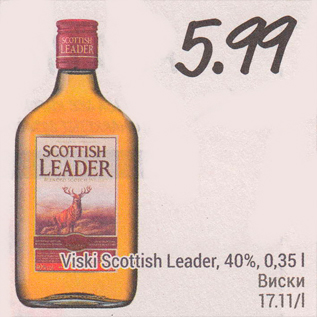 5.99
SCOTTISH
LEADER
SCOTTISH
LEADER
Viski Scottish Leader, 40%, 0,35 l
Виски
17.11/l